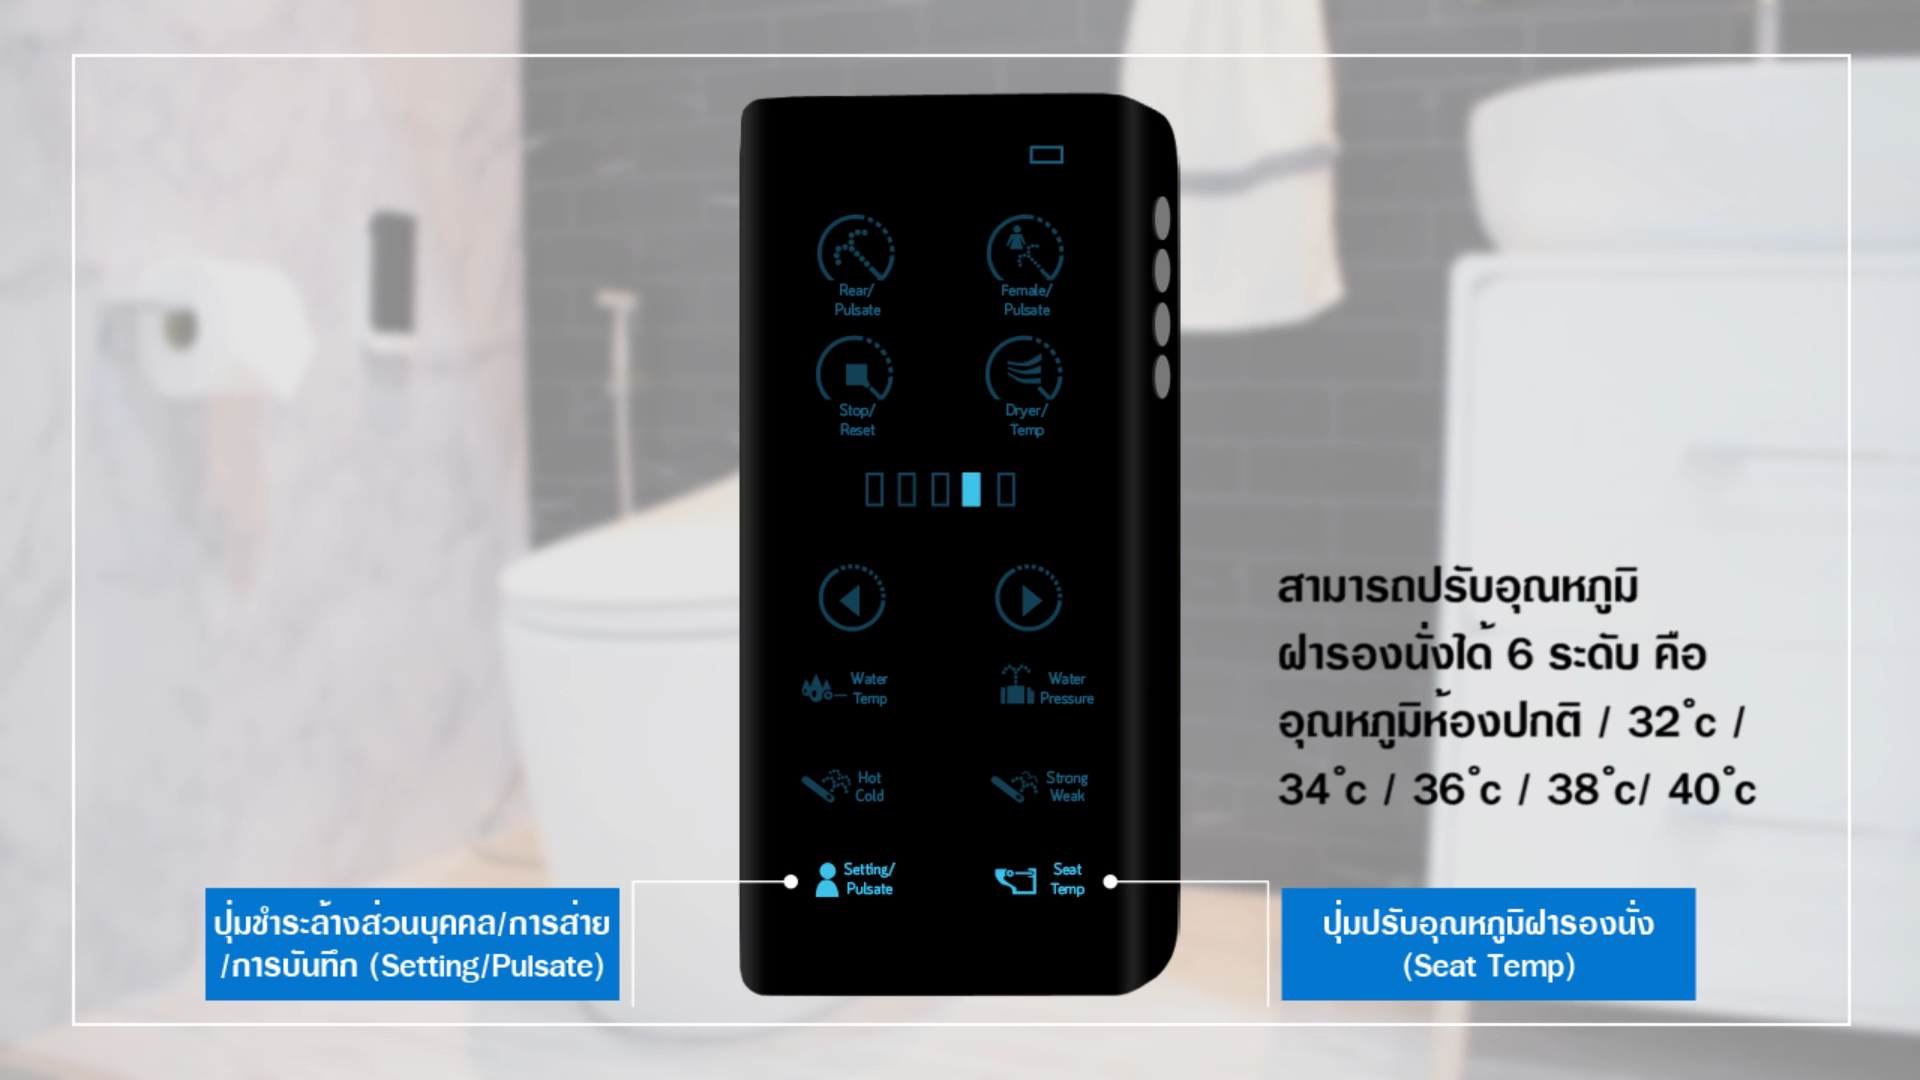 Rear/
Pulsate
Female/
Pulsate
Stop/
Reset
Dryer/
Temp
Water
Temp
Water
Pressure
Hot
Cold
Strong
Weak
Setting/
Pulsate
Seat
Temp
สามารถปรับอุณหภูมิ
ฝารองนั่งได้ 6 ระดับ คือ
อุณหภูมิห้องปกติ / 32°c /
34°c / 36°c / 38°c/ 40°c
ปุ่มชำระล้างส่วนบุคคล/การส่าย
/การบันทึก (Setting/Pulsate)
ปุ่มปรับอุณหภูมิฝารองนั่ง
(Seat Temp)